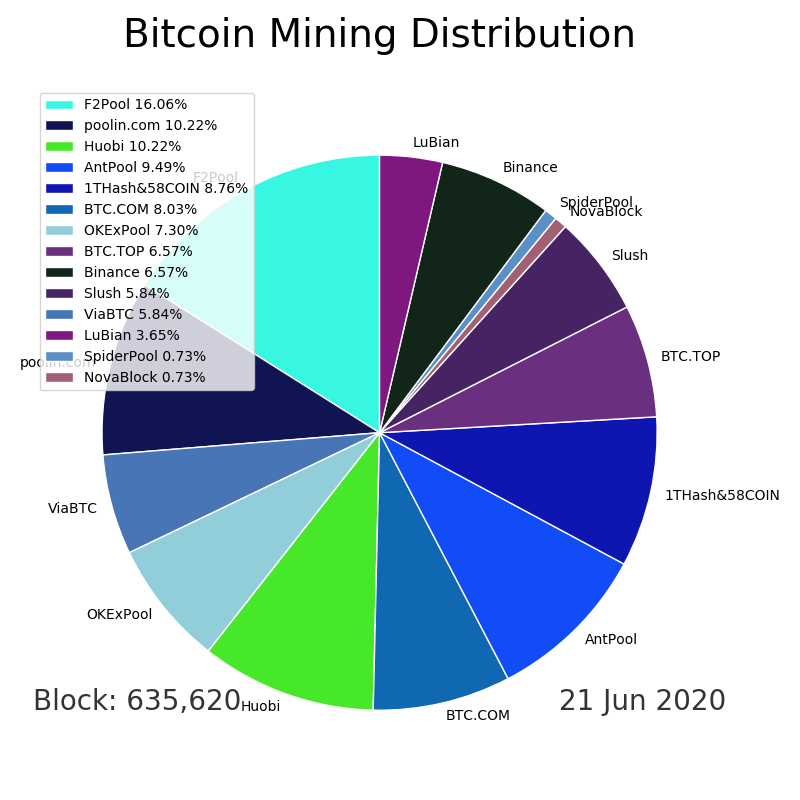 Bitcoin Mining Distribution
F2Pool 16.06%
poolin.com 10.22%
Huobi 10.22%
AntPool 9.49%
1THash&58COIN 8.76%
BTC.COM 8.03%
OKExPool 7.30%
BTC.TOP 6.57%
Binance 6.57%
Slush 5.84%
ViaBTC 5.84%
LuBian 3.65%
SpiderPool 0.73%
NovaBlock 0.73%
F2Pool
poolin.com
ViaBTC
OKExPool
Huobi
BTC.COM
AntPool
1THash&58COIN
BTC.TOP
Slush
NovaBlock
SpiderPool
Binance
LuBian
Block: 635,620
21 Jun 2020